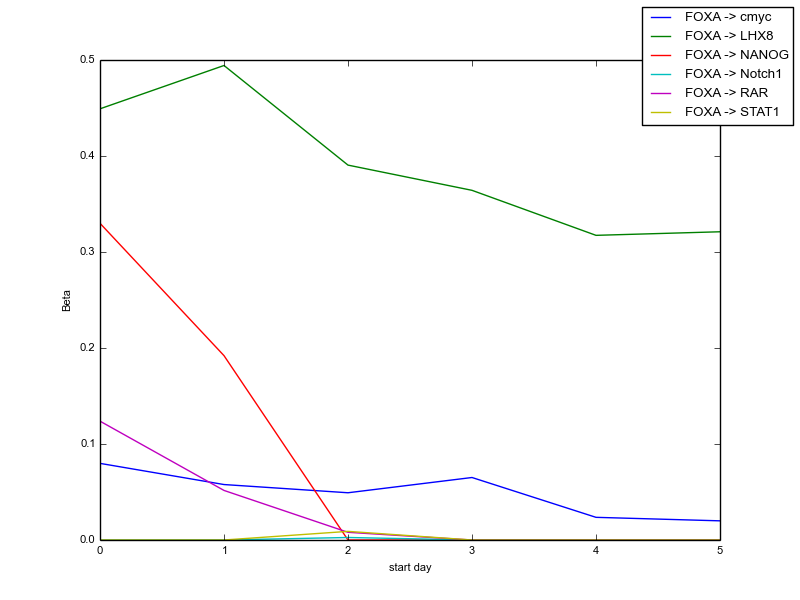 FOXA -> cmyc
FOXA -> LHX8
FOXA -> NANOG
FOXA -> Notch1
FOXA -> RAR
FOXA -> STAT1
0.5
0.4
0.3
0.2
0.1
0.0
Beta
0 1 2 3 4 5
start day